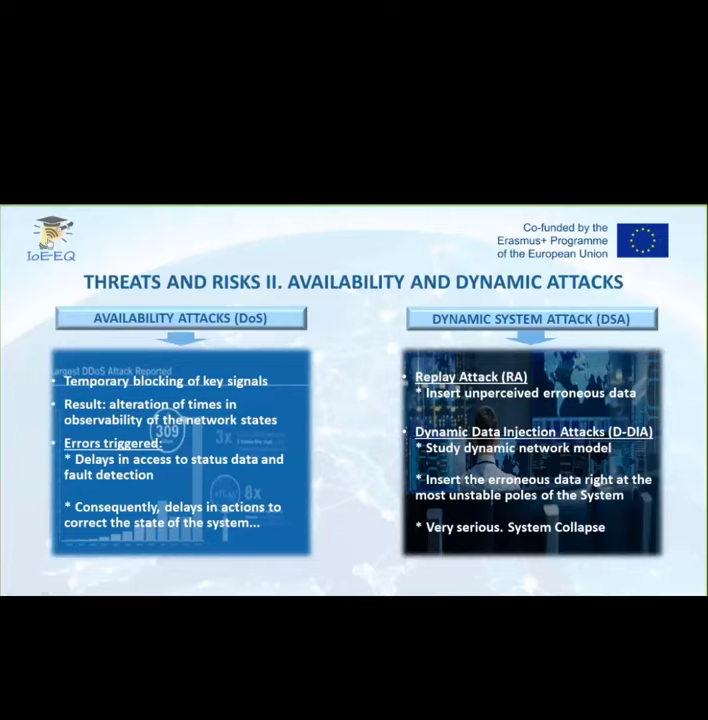 IoE-EQ
Co-funded by the
Erasmus+ Programme
of the European Union
THREATS AND RISKS II. AVAILABILITY AND DYNAMIC ATTACKS
AVAILABILITY ATTACKS (DoS)
argest DDoS Attack Reported
• Temporary blocking of key signals
• Result: alteration of times in
observability of the network states
309
3x
• Errors triggered:
* Delays in access to status data and
fault detection
8x
* Consequently, delays in actions to
correct the state of the system...
DYNAMIC SYSTEM ATTACK (DSA)
• Replay Attack (RA)
* Insert unperceived erroneous data
• Dynamic Data Injection Attacks (D-DIA)
* Study dynamic network model
* Insert the erroneous data right at the
most unstable poles of the System
* Very serious. System Collapse